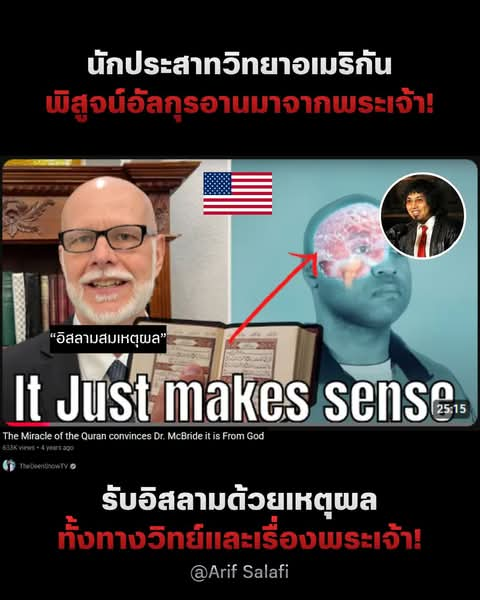 นักประสาทวิทยาอเมริกัน
พิสูจน์อัลกุรอานมาจากพระเจ้า!
“อิสลามสมเหตุผล”
It Just makes sense
25:15
The Miracle of the Quran convinces Dr. McBride it is From God
633K views • 4 years ago
TheDeenShowTV
รับอิสลามด้วยเหตุผล
ทั้งทางวิทย์และเรื่องพระเจ้า!
@Arif Salafi